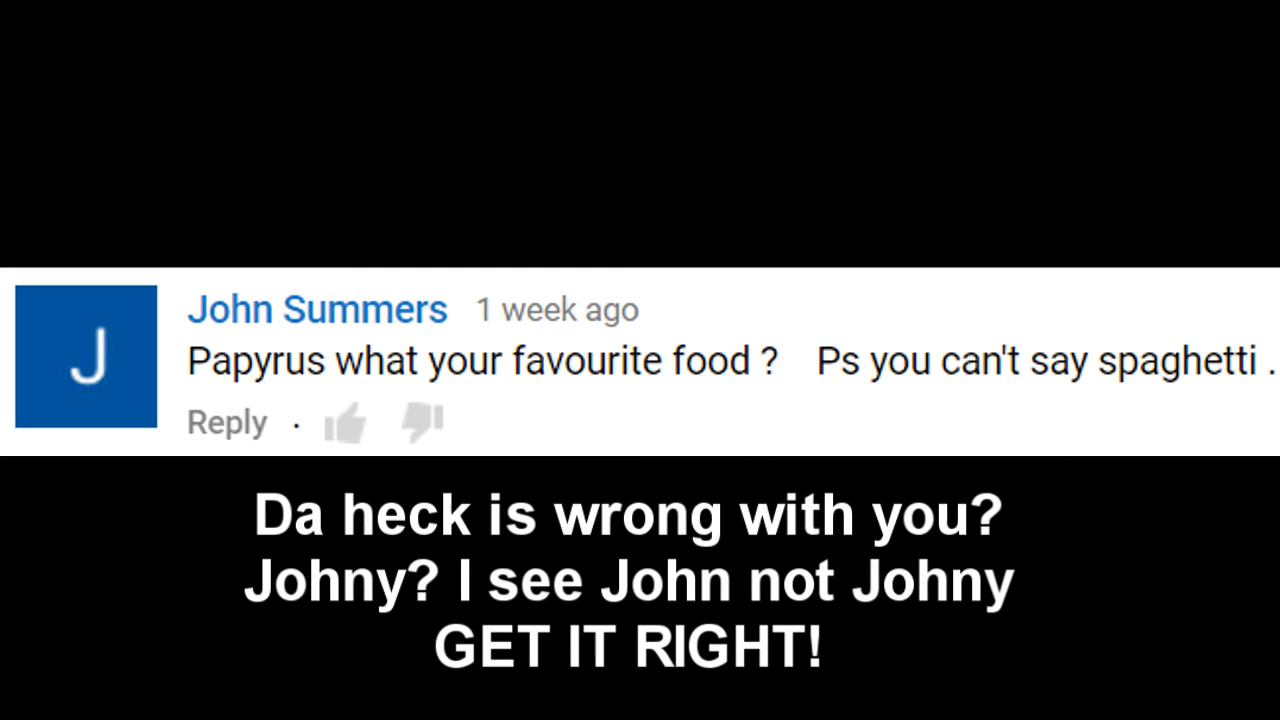 J
John Summers 1 week ago
Papyrus what your favourite food ? Ps you can't say spaghetti .
Reply ·
Da heck is wrong with you?
Johny? I see John not Johny
GET IT RIGHT!